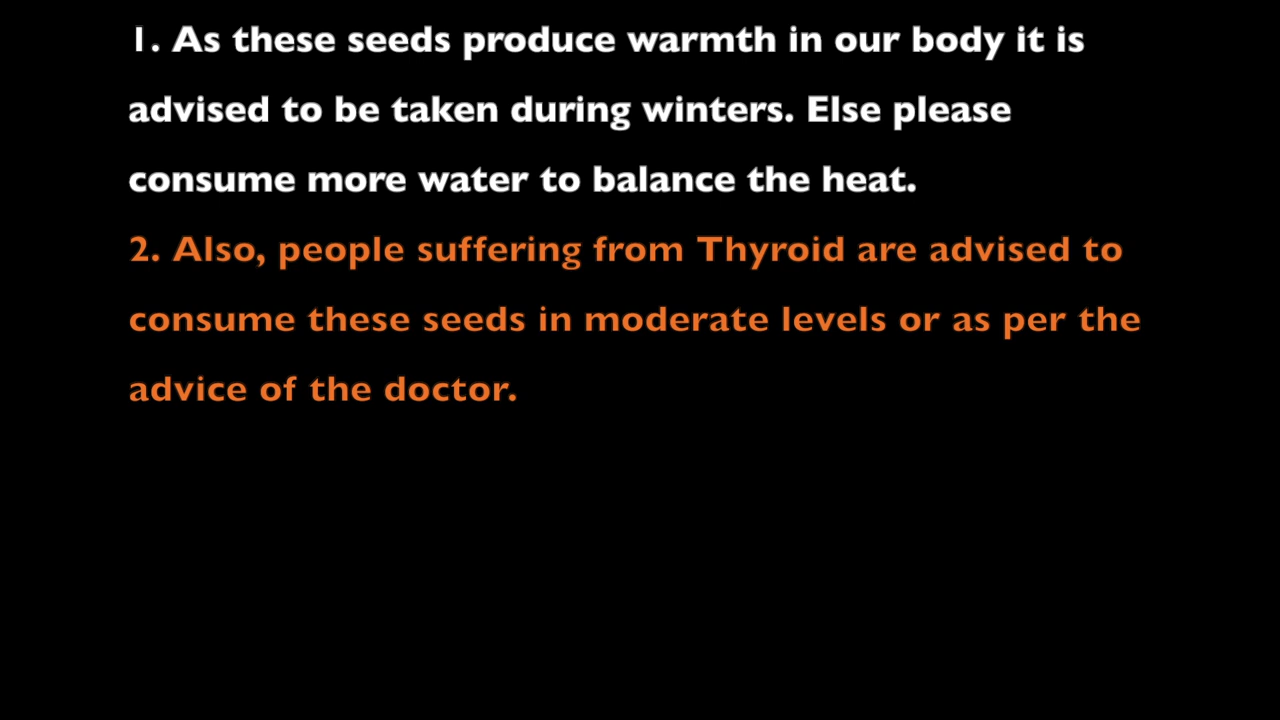 1. As these seeds produce warmth in our body it is
advised to be taken during winters. Else please
consume more water to balance the heat.
2. Also, people suffering from Thyroid are advised to
consume these seeds in moderate levels or as per the
advice of the doctor.